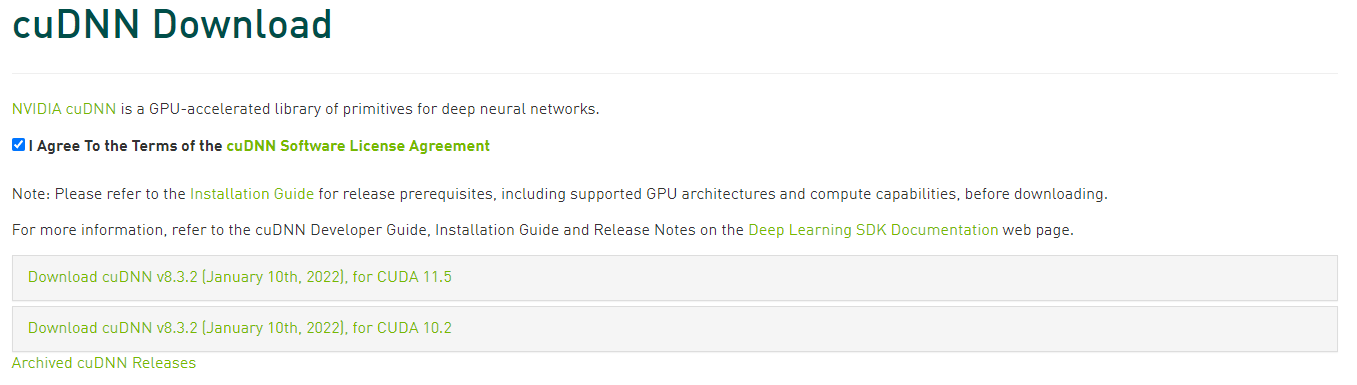 cuDNN Download
NVIDIA cuDNN is a GPU-accelerated library of primitives for deep neural networks.
I Agree To the Terms of the cuDNN Software License Agreement
Note: Please refer to the Installation Guide for release prerequisites, including supported GPU architectures and compute capabilities, before downloading.
For more information, refer to the cuDNN Developer Guide, Installation Guide and Release Notes on the Deep Learning SDK Documentation web page.
Download cuDNN v8.3.2 (January 10th, 2022), for CUDA 11.5
Download cuDNN v8.3.2 (January 10th, 2022), for CUDA 10.2
Archived cuDNN Releases